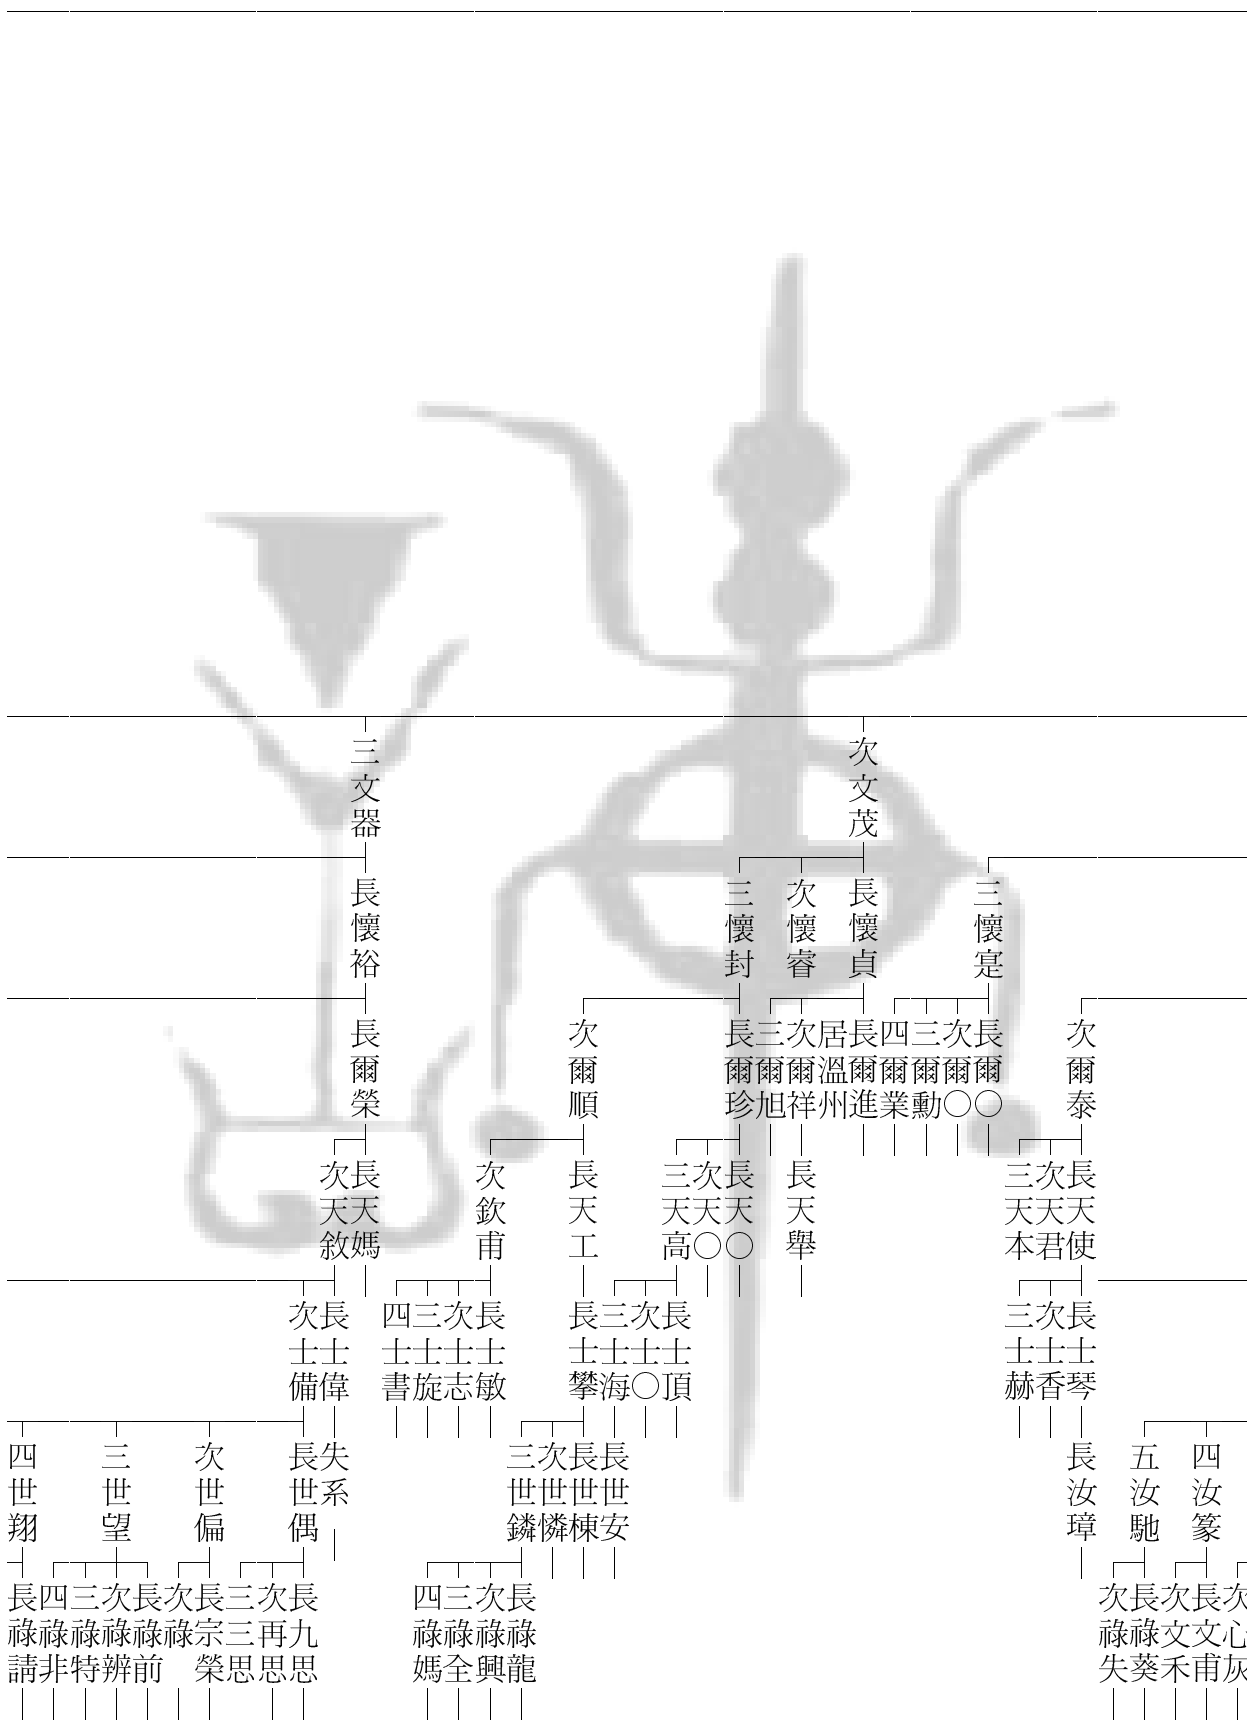 次文茂
三文器
三懷寔
長懷貞
次懷睿
三懷封
長懷裕
次爾泰
長爾〇
次爾〇
三爾勳
四爾業
長爾進
居溫州
次爾祥
三爾旭
長爾珍
次爾順
長爾榮
長天使
次天君
三天本
長天舉
長天〇
次天〇
三天高
長天工
次欽甫
長天媽
次天敘
長士琴
次士香
三士赫
長士頂
次士〇
三士海
長士攀
長士敏
次士志
三士旋
四士書
長士偉
次士備
四汝篆
五汝馳
長汝璋
長世安
長世棟
次世憐
三世鏻
失系
長世偶
次世偏
三世望
四世翔
次心灰
長文甫
次文禾
長祿葵
次祿失
長祿龍
次祿興
三祿全
四祿媽
長九思
次再思
三三思
長宗榮
次祿
長祿前
次祿辨
三祿特
四祿非
長祿請